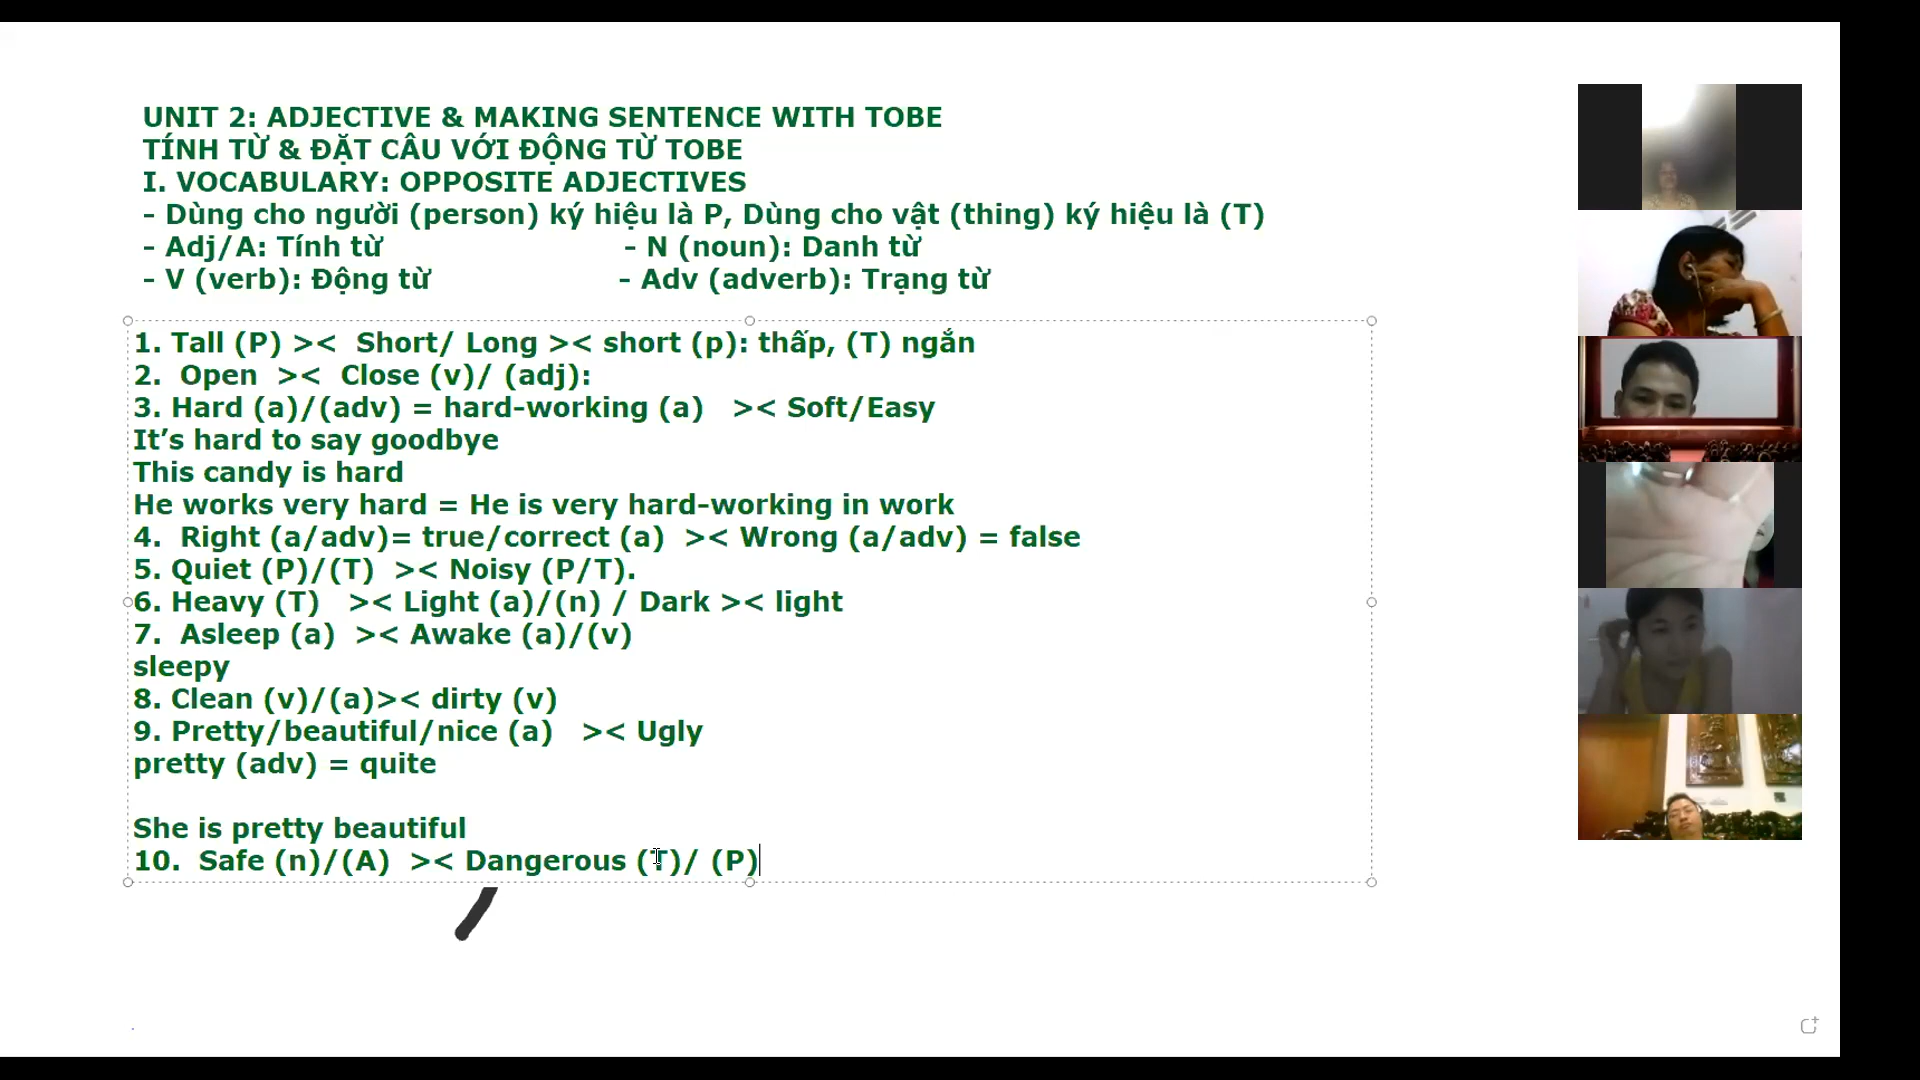 UNIT 2: ADJECTIVE & MAKING SENTENCE WITH TOBE
TÍNH TỪ & ĐẶT CÂU VỚI ĐỘNG TỪ TOBE
I. VOCABULARY: OPPOSITE ADJECTIVES
- Dùng cho người (person) ký hiệu là P, Dùng cho vật (thing) ký hiệu là (T)
- Adj/A: Tính từ - N (noun): Danh từ
- V (verb): Động từ - Adv (adverb): Trạng từ
1. Tall (P) >< Short/ Long >< short (p): thấp, (T) ngắn
2. Open >< Close (v)/ (adj):
3. Hard (a)/(adv) = hard-working (a) >< Soft/Easy
It’s hard to say goodbye
This candy is hard
He works very hard = He is very hard-working in work
4. Right (a/adv)= true/correct (a) >< Wrong (a/adv) = false
5. Quiet (P)/(T) >< Noisy (P/T).
6. Heavy (T) >< Light (a)/(n) / Dark >< light
7. Asleep (a) >< Awake (a)/(v)
sleepy
8. Clean (v)/(a)>< dirty (v)
9. Pretty/beautiful/nice (a) >< Ugly
pretty (adv) = quite
She is pretty beautiful
10. Safe (n)/(A) >< Dangerous (T)/ (P)